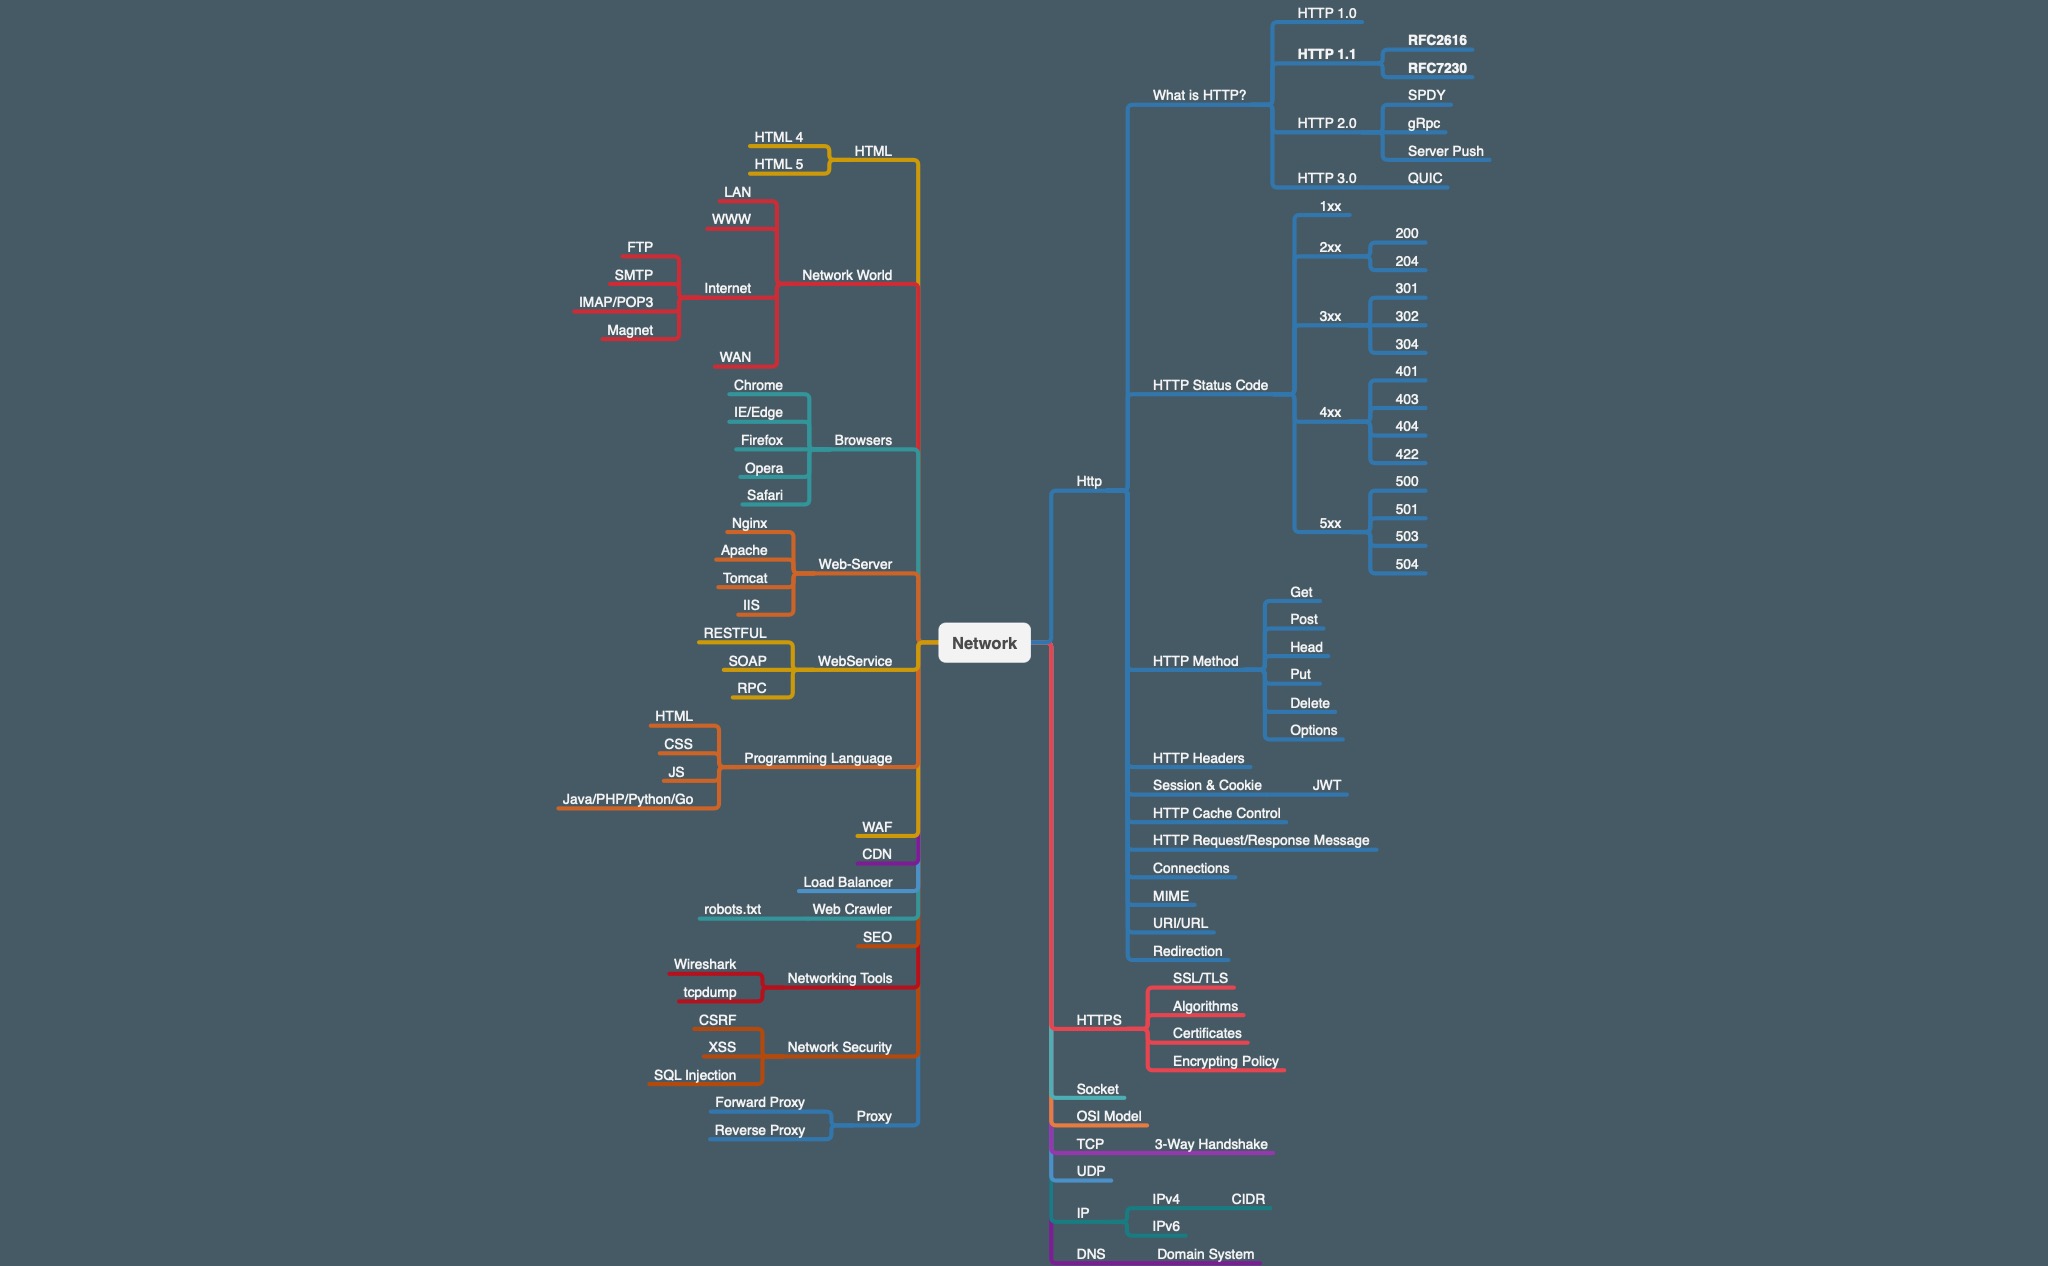 Network
Http
What is HTTP?
HTTP 1.0
HTTP 1.1
RFC2616
RFC7230
HTTP 2.0
SPDY
gRpc
Server Push
HTTP 3.0
QUIC
HTTP Status Code
1xx
2xx
200
204
3xx
301
302
304
4xx
401
403
404
422
5xx
500
501
503
504
HTTP Method
Get
Post
Head
Put
Delete
Options
HTTP Headers
Session & Cookie
JWT
HTTP Cache Control
HTTP Request/Response Message
Connections
MIME
URI/URL
Redirection
HTTPS
SSL/TLS
Algorithms
Certificates
Encrypting Policy
Socket
OSI Model
TCP
3-Way Handshake
UDP
IP
IPv4
CIDR
IPv6
DNS
Domain System
HTML
HTML 4
HTML 5
Network World
LAN
WWW
Internet
FTP
SMTP
IMAP/POP3
Magnet
WAN
Browsers
Chrome
IE/Edge
Firefox
Opera
Safari
Web-Server
Nginx
Apache
Tomcat
IIS
WebService
RESTFUL
SOAP
RPC
Programming Language
HTML
CSS
JS
Java/PHP/Python/Go
WAF
CDN
Load Balancer
Web Crawler
robots.txt
SEO
Networking Tools
Wireshark
tcpdump
Network Security
CSRF
XSS
SQL Injection
Proxy
Forward Proxy
Reverse Proxy